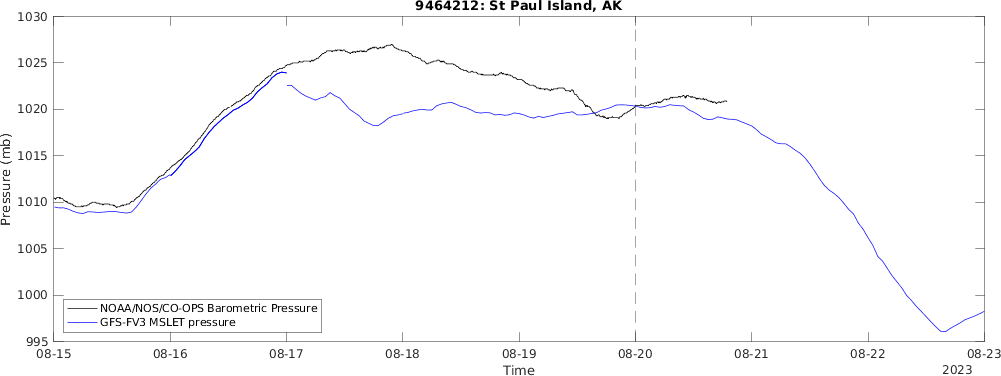 9464212: St Paul Island, AK
1030
1025
1020
1015
1010
1005
1000
995
Pressure (mb)
NOAA/NOS/CO-OPS Barometric Pressure
GFS-FV3 MSLET pressure
08-15 08-16 08-17 08-18 08-19 08-20 08-21 08-22 08-23
Time
2023